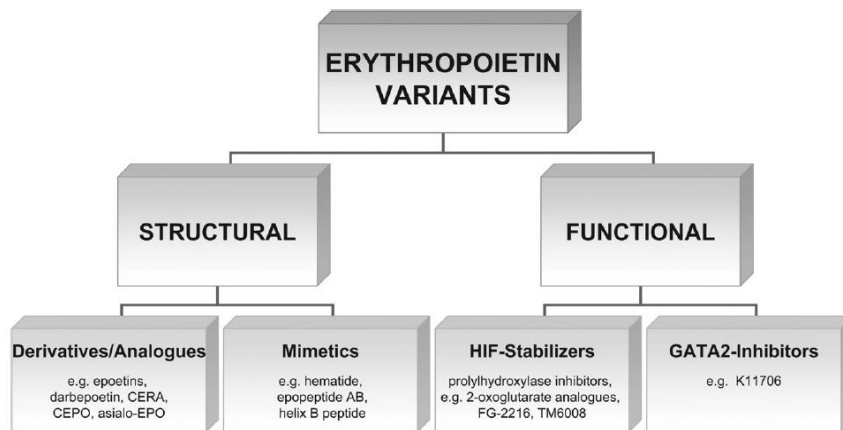 ERYTHROPOIETIN
VARIANTS
STRUCTURAL
FUNCTIONAL
Derivatives/Analogues
e.g. epoetins,
darbepoetin, CERA,
CEPO, asialo-EPO
Mimetics
e.g. hematide,
epopeptide AB,
helix B peptide
HIF-Stabilizers
prolylhydroxylase inhibitors,
e.g. 2-oxoglutarate analogues,
FG-2216, TM6008
GATA2-Inhibitors
e.g. K11706